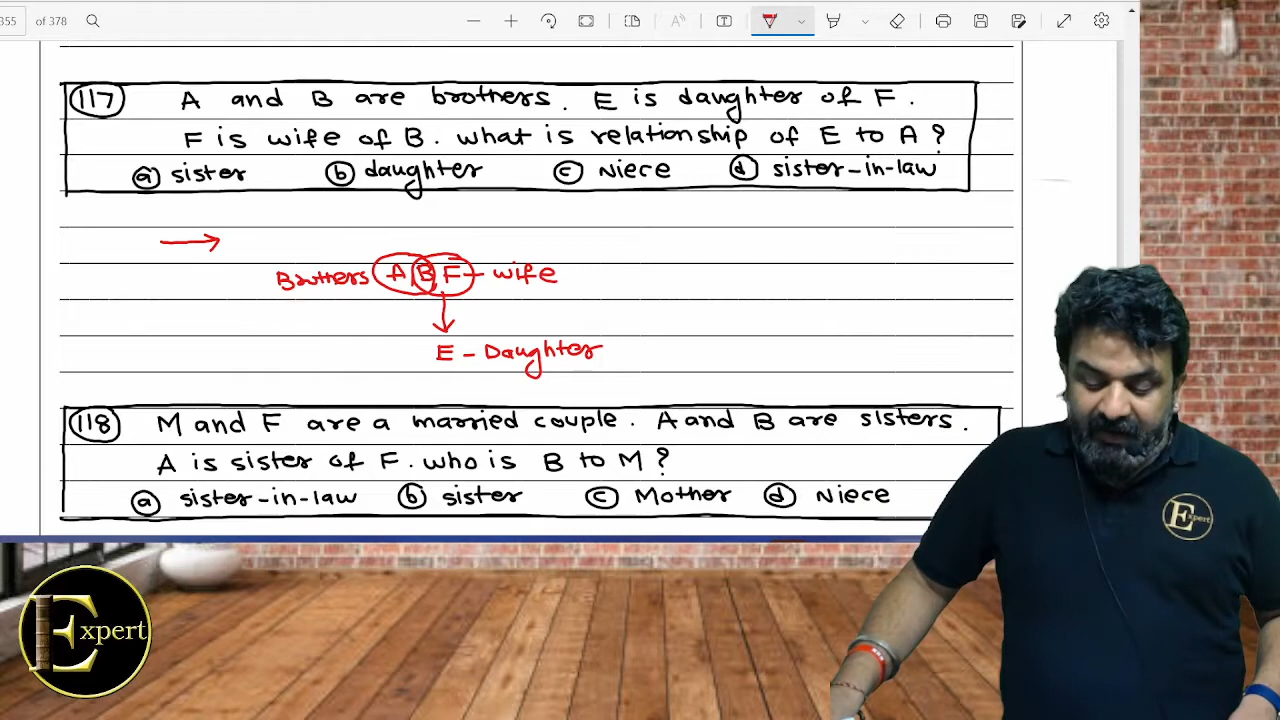 355 of 378
117 A and B are brothers. E is daughter of F.
F is wife of B. what is relationship of E to A?
a sister b daughter c Niece d sister-in-law
Brothers A, B, F - wife
E - Daughter
118 M and F are a married couple. A and B are sisters.
A is sister of F. who is B to M?
a sister-in-law b sister c Mother d Niece
Expert
Expert